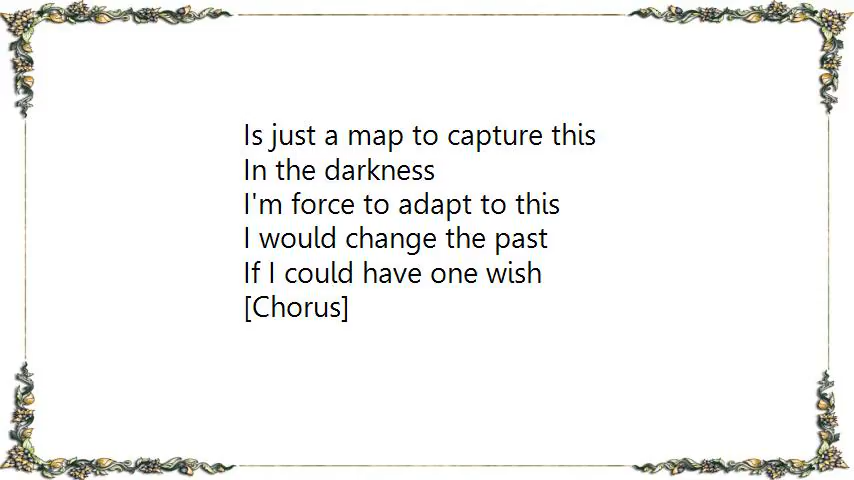 Is just a map to capture this
In the darkness
I'm force to adapt to this
I would change the past
If I could have one wish
[Chorus]